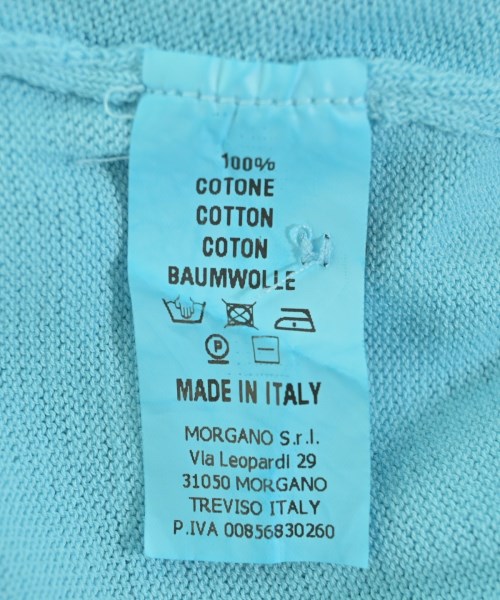 100%
COTONE
COTTON
COTON
BAUMWOLLE
P
MADE IN ITALY
MORGANO S.r.l.
Via Leopardi 29
31050 MORGANO
TREVISO ITALY
P.IVA 00856830260